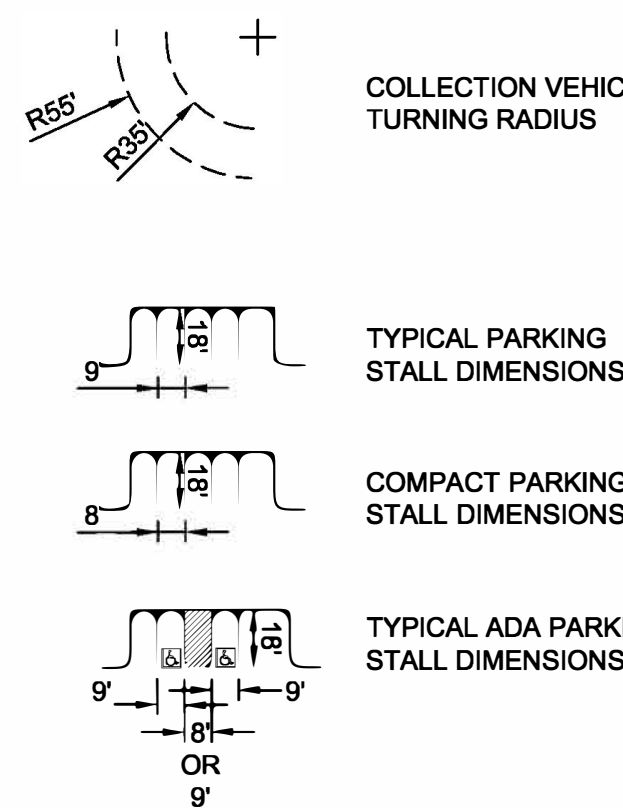 R55'
R35'
COLLECTION VEHIC
TURNING RADIUS
18'
9'
TYPICAL PARKING
STALL DIMENSIONS
18'
8'
COMPACT PARKING
STALL DIMENSIONS
18'
TYPICAL ADA PARKI
STALL DIMENSIONS
9'
9'
8'
OR
9'